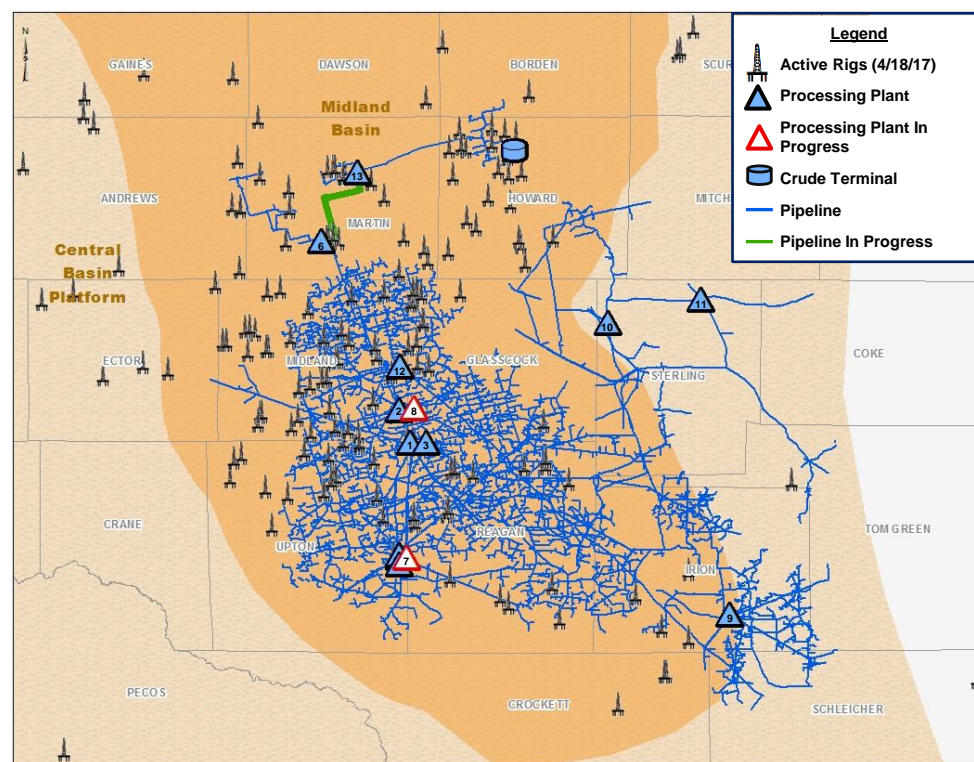 N
Legend
Active Rigs (4/18/17)
Processing Plant
Processing Plant In
Progress
Crude Terminal
Pipeline
Pipeline In Progress
GAINES
DAWSON
BORDEN
SCUR
Midland
Basin
13
ANDREWS
MARTIN
HOWARD
MITCH
6
Central
Basin
Platform
11
10
ECTOR
MIDLAND
GLASSCOCK
COKE
12
STERLING
2
8
1
3
CRANE
UPTON
REAGAN
TOM GREEN
7
IRION
9
PECOS
CROCKETT
SCHLEICHER